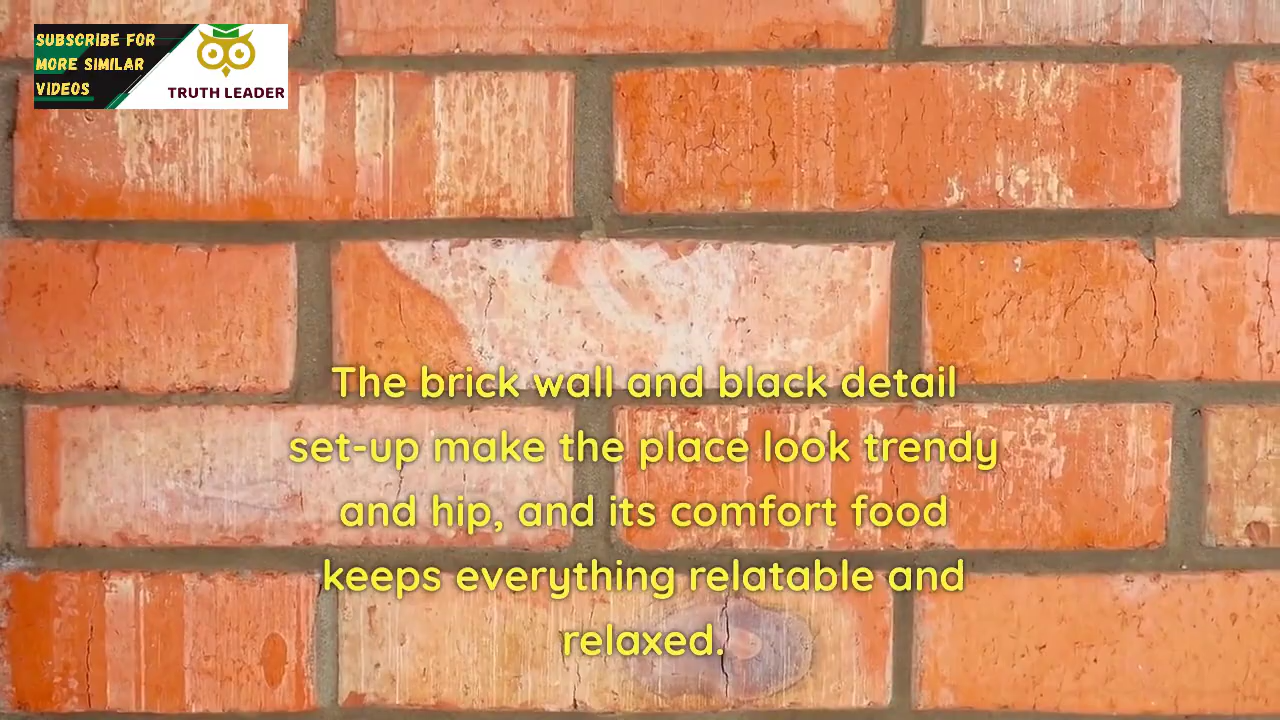 SUBSCRIBE FOR
MORE SIMILAR
VIDEOS
TRUTH LEADER
The brick wall and black detail
set-up make the place look trendy
and hip, and its comfort food
keeps everything relatable and
relaxed.